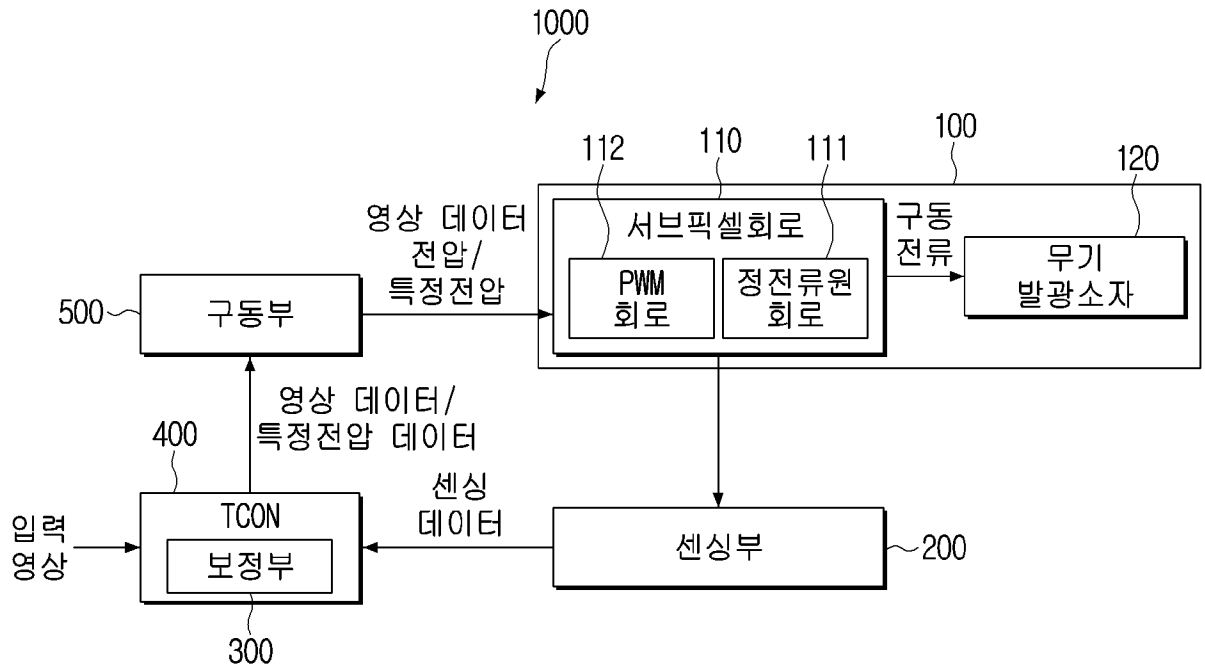 1000
100
112
110
111
120
영상 데이터
전압/
특정전압
서브픽셀회로
PWM
회로
정전류원
회로
구동
전류
무기
발광소자
500
구동부
영상 데이터/
특정전압 데이터
400
TCON
보정부
300
입력
영상
센싱
데이터
센싱부
200